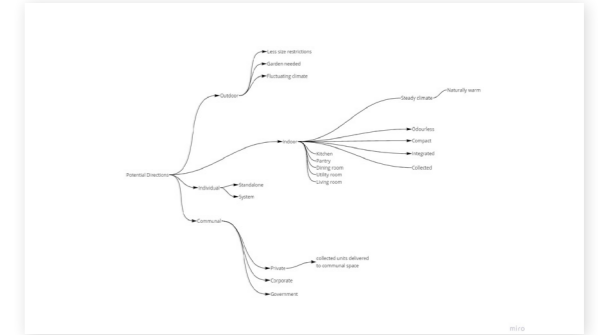 Less size restrictions
Garden needed
Fluctuating climate
Outdoor
Naturally warm
Steady climate
Odourless
Indoor
Compact
Integrated
Kitchen
Pantry
Dining room
Collected
Utility room
Living room
Potential Directions
Individual
Standalone
System
Communal
collected units delivered
to communal space
Private
Corporate
Government
miro